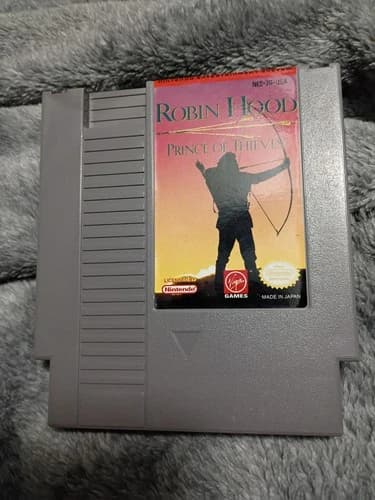 ROBIN HOOD
PRINCE OF THIEVES
LICENSED BY
Nintendo
Virgin
GAMES
MADE IN JAPAN